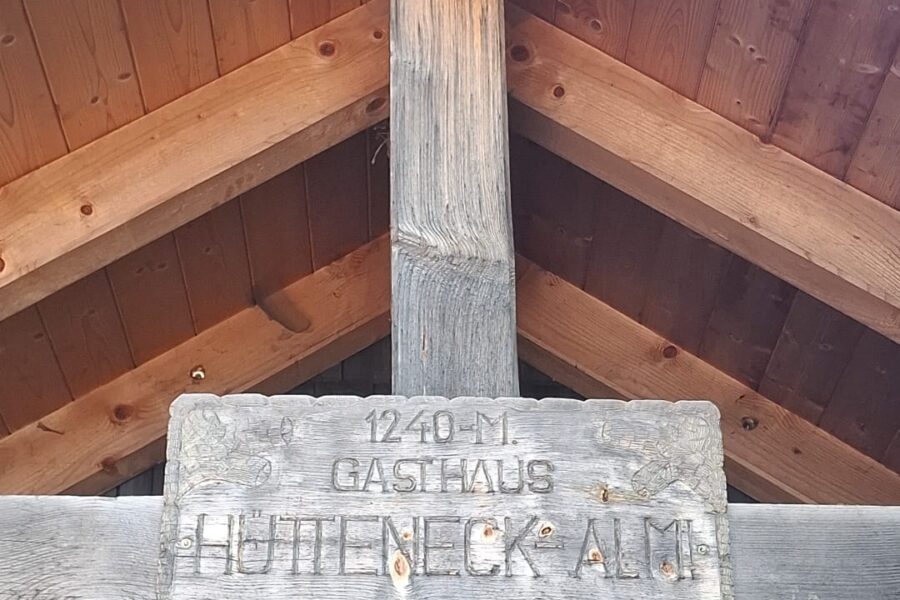 1240-M.
GASTHAUS
HÜTTENECK-ALM